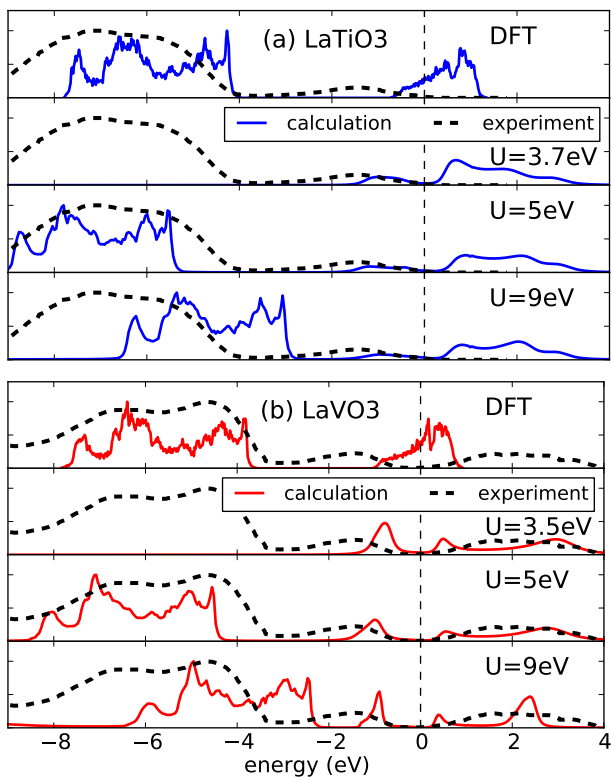 (a) LaTiO3 DFT
calculation experiment
U=3.7eV
U=5eV
U=9eV
(b) LaVO3 DFT
calculation experiment
U=3.5eV
U=5eV
U=9eV
−8 −6 −4 −2 0 2 4
energy (eV)